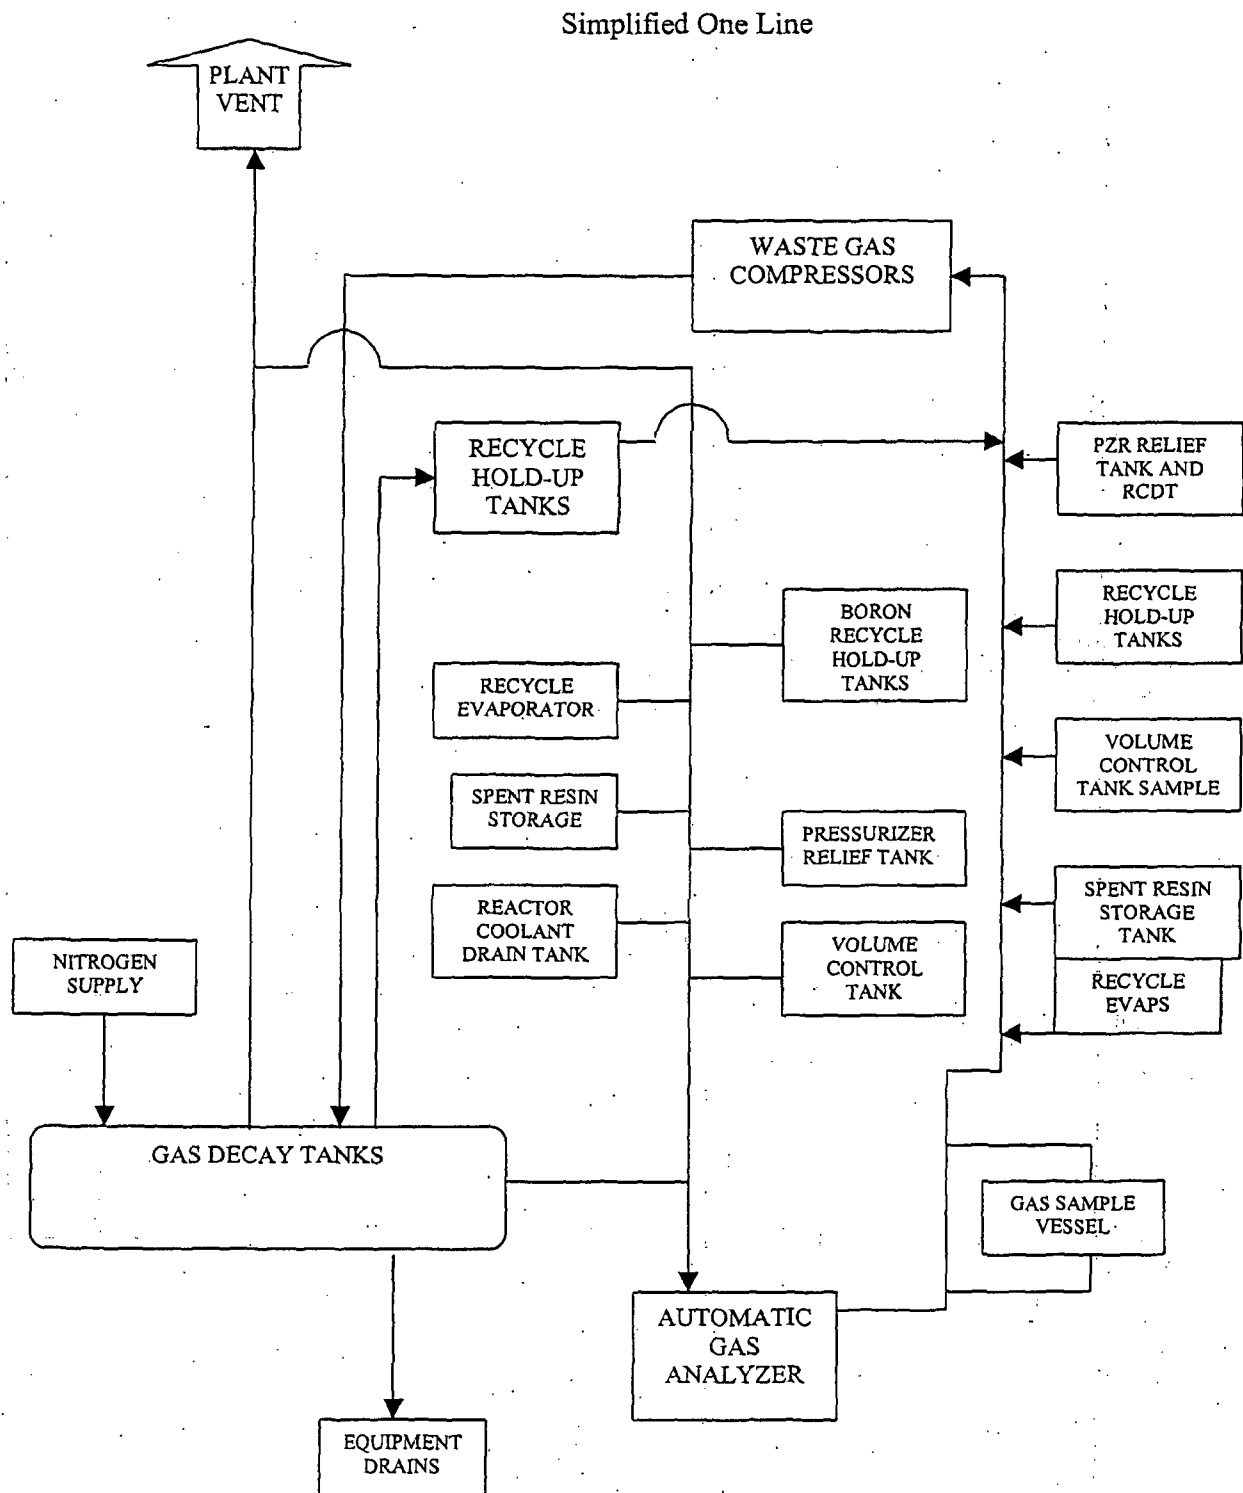 Simplified One Line
PLANT
VENT
WASTE GAS
COMPRESSORS
RECYCLE
HOLD-UP
TANKS
PZR RELIEF
TANK AND
RCDT
BORON
RECYCLE
HOLD-UP
TANKS
RECYCLE
HOLD-UP
TANKS
RECYCLE
EVAPORATOR
VOLUME
CONTROL
TANK SAMPLE
SPENT RESIN
STORAGE
PRESSURIZER
RELIEF TANK
REACTOR
COOLANT
DRAIN TANK
SPENT RESIN
STORAGE
TANK
VOLUME
CONTROL
TANK
RECYCLE
EVAPS
NITROGEN
SUPPLY
GAS DECAY TANKS
GAS SAMPLE
VESSEL
AUTOMATIC
GAS
ANALYZER
EQUIPMENT
DRAINS